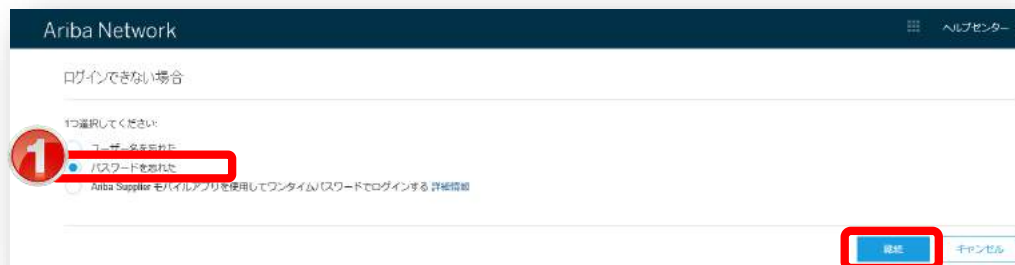 Ariba Network
ヘルプセンター
ログインできない場合
1つ選択してください:
ユーザー名を忘れた
1
パスワードを忘れた
Ariba Supplier モバイルアプリを使用してワンタイムパスワードでログインする 詳細情報
継続
キャンセル